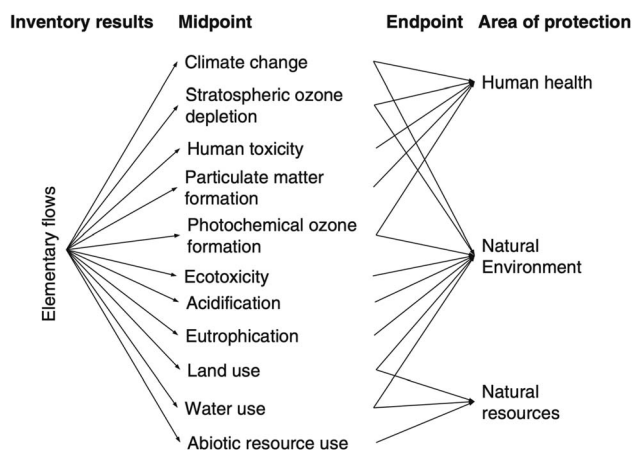 Inventory results Midpoint Endpoint Area of protection
Climate change
Stratospheric ozone
depletion
Human toxicity
Particulate matter
formation
Photochemical ozone
formation
Ecotoxicity
Acidification
Eutrophication
Land use
Water use
Abiotic resource use
Elementary flows
Human health
Natural
Environment
Natural
resources